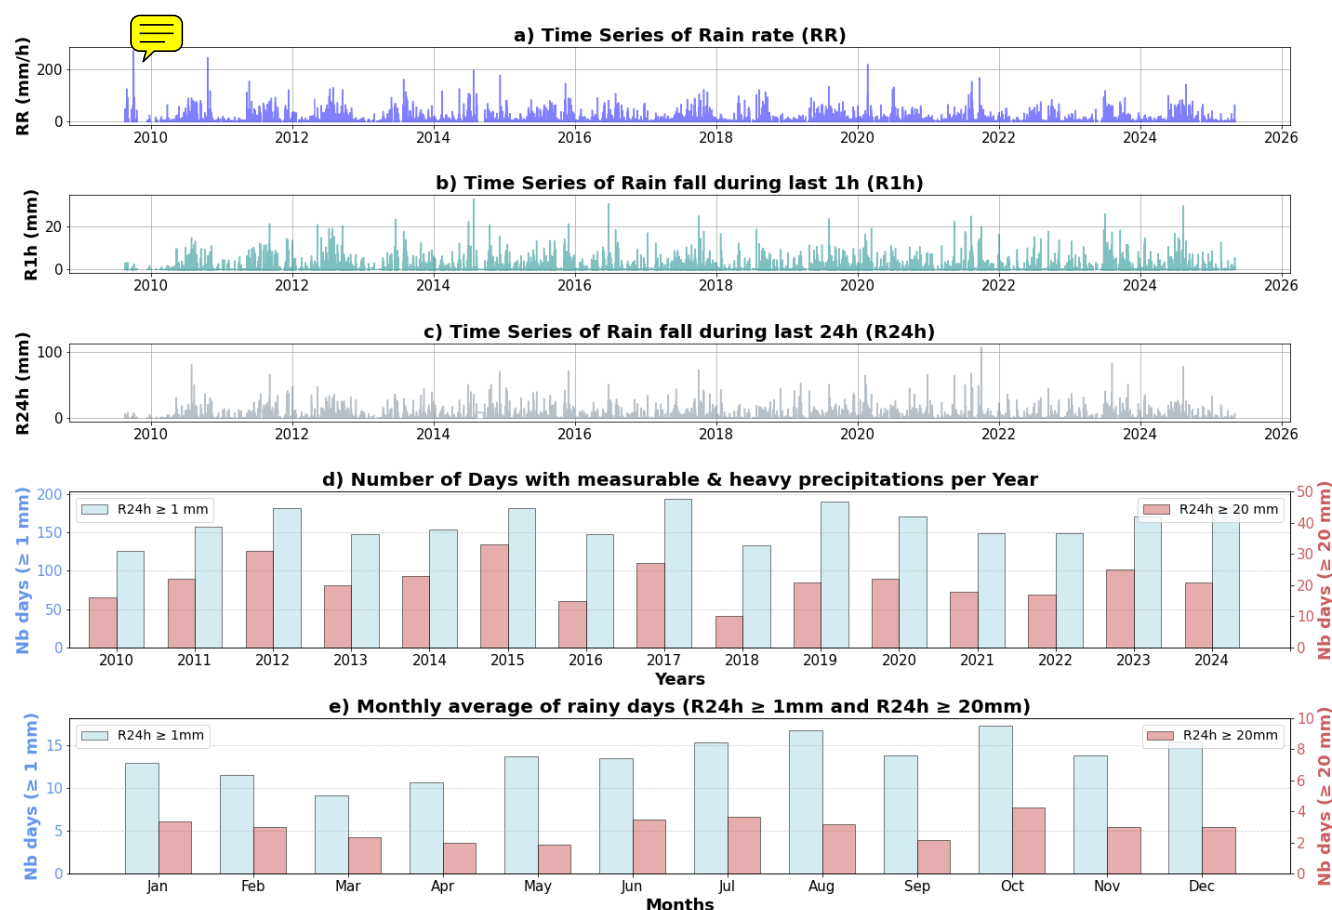 a) Time Series of Rain rate (RR)
RR (mm/h)
200
0
2010 2012 2014 2016 2018 2020 2022 2024 2026
b) Time Series of Rain fall during last 1h (R1h)
R1h (mm)
20
0
2010 2012 2014 2016 2018 2020 2022 2024 2026
c) Time Series of Rain fall during last 24h (R24h)
R24h (mm)
100
0
2010 2012 2014 2016 2018 2020 2022 2024 2026
d) Number of Days with measurable & heavy precipitations per Year
Nb days (≥ 1 mm)
200
150
100
50
0
R24h ≥ 1 mm
R24h ≥ 20 mm
50
40
30
20
10
0
Nb days (≥ 20 mm)
2010 2011 2012 2013 2014 2015 2016 2017 2018 2019 2020 2021 2022 2023 2024
Years
e) Monthly average of rainy days (R24h ≥ 1mm and R24h ≥ 20mm)
Nb days (≥ 1 mm)
15
10
5
0
R24h ≥ 1mm
R24h ≥ 20mm
10
8
6
4
2
0
Nb days (≥ 20 mm)
Jan Feb Mar Apr May Jun Jul Aug Sep Oct Nov Dec
Months